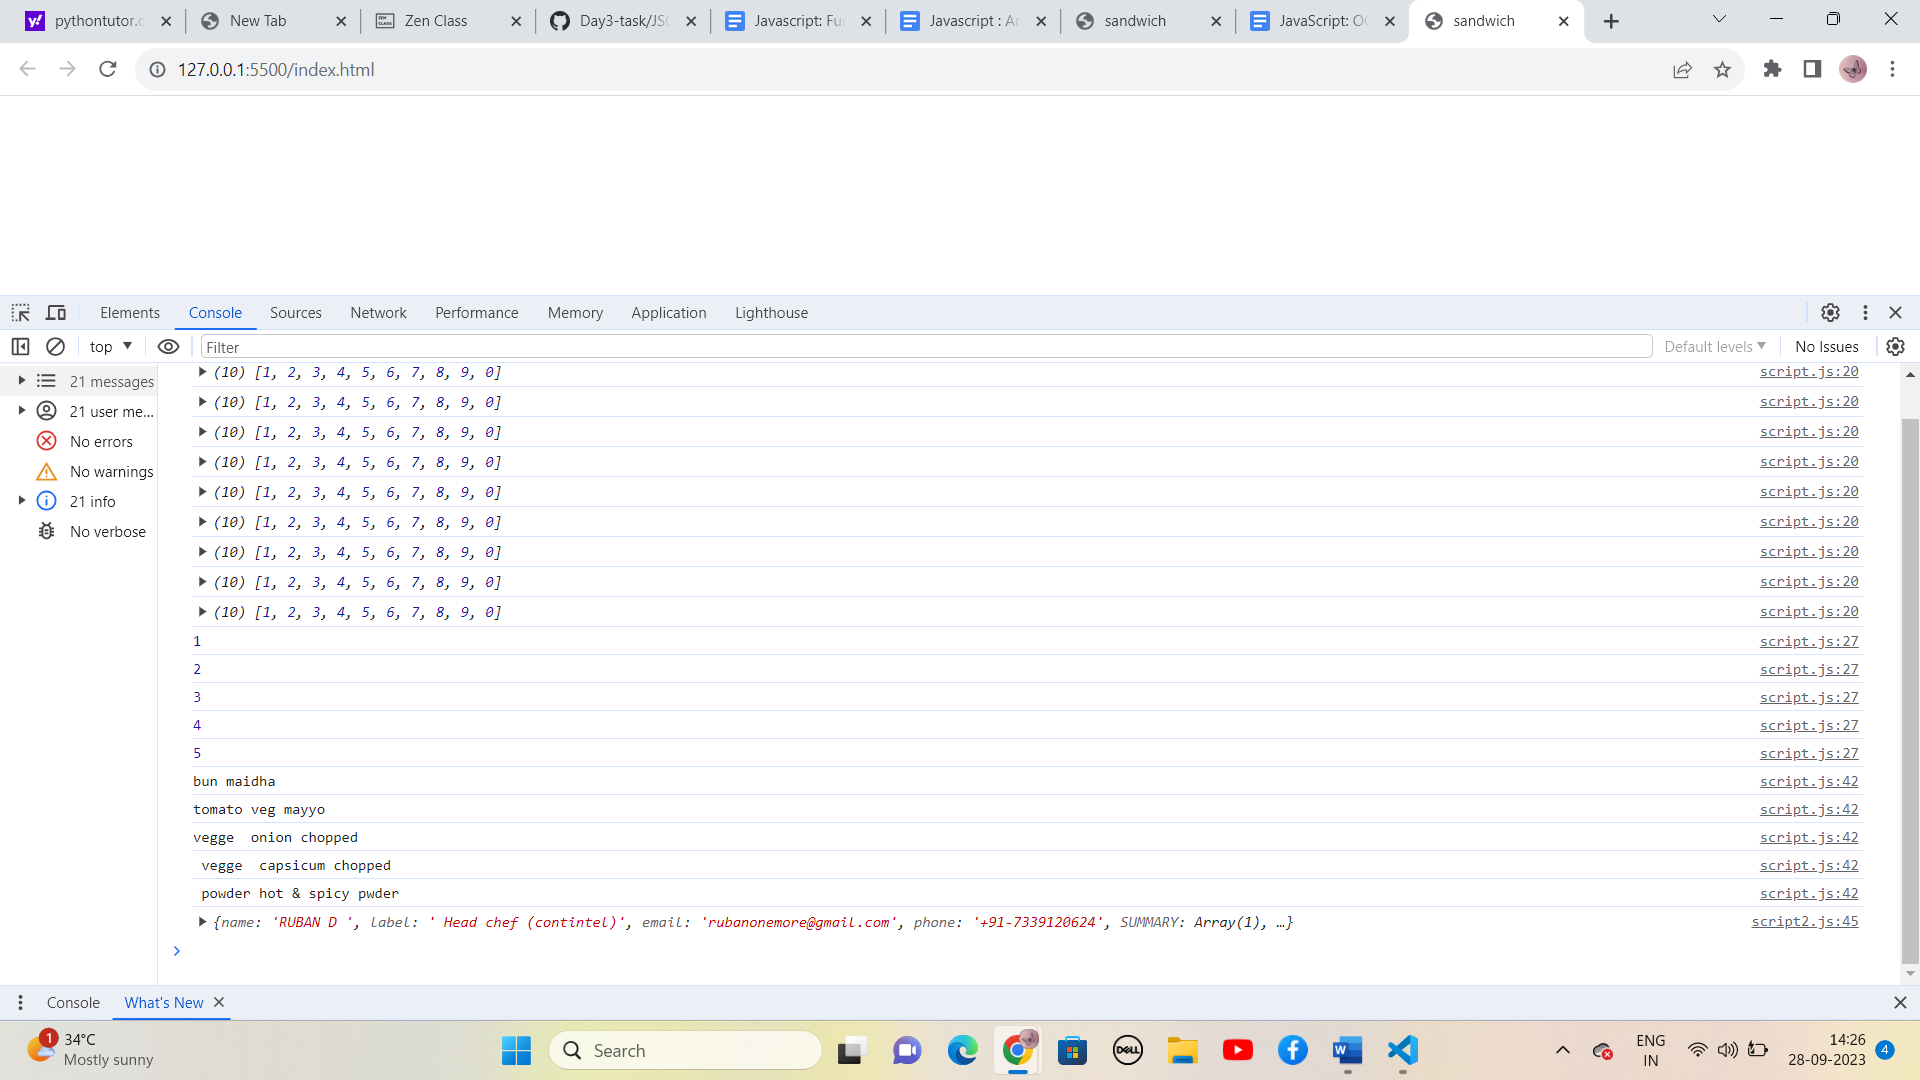 pythontutor.c
New Tab
Zen Class
Day3-task/JSC
Javascript: Fu
Javascript : Ar
sandwich
JavaScript: OO
sandwich
127.0.0.1:5500/index.html
Elements Console Sources Network Performance Memory Application Lighthouse
top Filter Default levels No Issues
21 messages
21 user me...
No errors
No warnings
21 info
No verbose
(10) [1, 2, 3, 4, 5, 6, 7, 8, 9, 0] script.js:20
(10) [1, 2, 3, 4, 5, 6, 7, 8, 9, 0] script.js:20
(10) [1, 2, 3, 4, 5, 6, 7, 8, 9, 0] script.js:20
(10) [1, 2, 3, 4, 5, 6, 7, 8, 9, 0] script.js:20
(10) [1, 2, 3, 4, 5, 6, 7, 8, 9, 0] script.js:20
(10) [1, 2, 3, 4, 5, 6, 7, 8, 9, 0] script.js:20
(10) [1, 2, 3, 4, 5, 6, 7, 8, 9, 0] script.js:20
(10) [1, 2, 3, 4, 5, 6, 7, 8, 9, 0] script.js:20
(10) [1, 2, 3, 4, 5, 6, 7, 8, 9, 0] script.js:20
1 script.js:27
2 script.js:27
3 script.js:27
4 script.js:27
5 script.js:27
bun maidha script.js:42
tomato veg mayyo script.js:42
vegge  onion chopped script.js:42
vegge  capsicum chopped script.js:42
powder hot & spicy pwder script.js:42
{name: 'RUBAN D ', label: ' Head chef (contintel)', email: 'rubanonemore@gmail.com', phone: '+91-7339120624', SUMMARY: Array(1), …} script2.js:45
Console What's New
1
34°C
Mostly sunny
Search
DELL
ENG
IN
14:26
28-09-2023
4